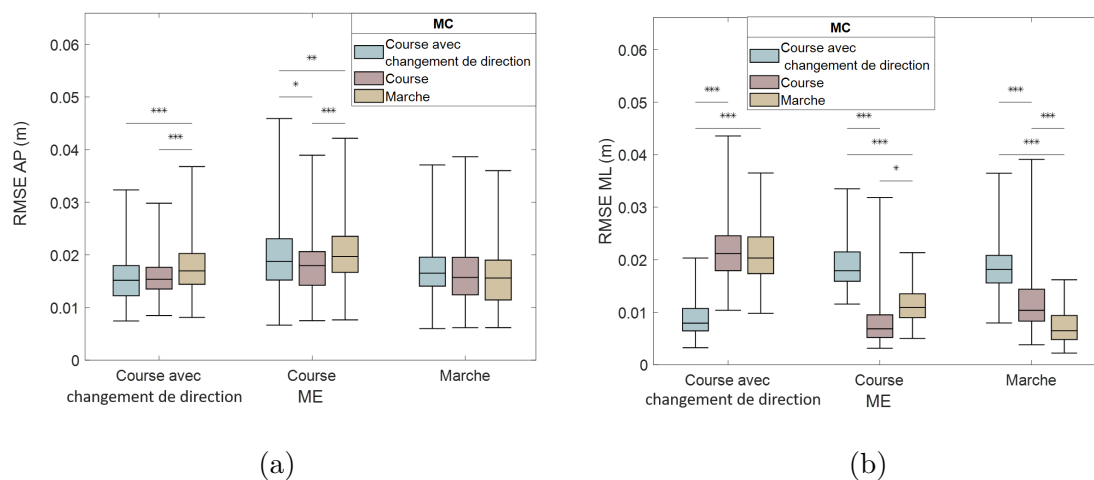 MC
Course avec
changement de direction
Course
Marche
RMSE AP (m)
0.06
0.05
0.04
0.03
0.02
0.01
0
***
***
**
*
***
Course avec
changement de direction
Course
Marche
ME
(a)
MC
Course avec
changement de direction
Course
Marche
RMSE ML (m)
0.06
0.05
0.04
0.03
0.02
0.01
0
***
***
***
***
*
***
***
***
Course avec
changement de direction
Course
Marche
ME
(b)